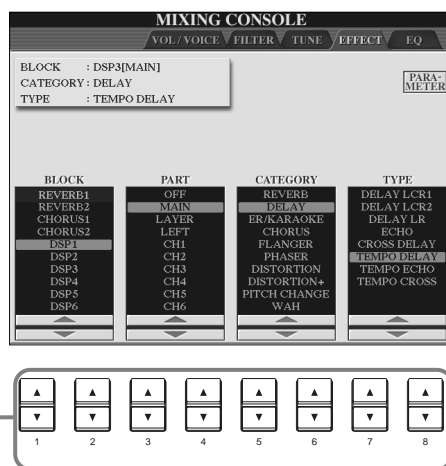 MIXING CONSOLE
VOL/VOICE FILTER TUNE EFFECT EQ
BLOCK : DSP3[MAIN]
CATEGORY : DELAY
TYPE : TEMPO DELAY
PARA-
METER
BLOCK
REVERB1
REVERB2
CHORUS1
CHORUS2
DSP1
DSP2
DSP3
DSP4
DSP5
DSP6
PART
OFF
MAIN
LAYER
LEFT
CH1
CH2
CH3
CH4
CH5
CH6
CATEGORY
REVERB
DELAY
ER/KARAOKE
CHORUS
FLANGER
PHASER
DISTORTION
DISTORTION+
PITCH CHANGE
WAH
TYPE
DELAY LCR1
DELAY LCR2
DELAY LR
ECHO
CROSS DELAY
TEMPO DELAY
TEMPO ECHO
TEMPO CROSS
1 2 3 4 5 6 7 8